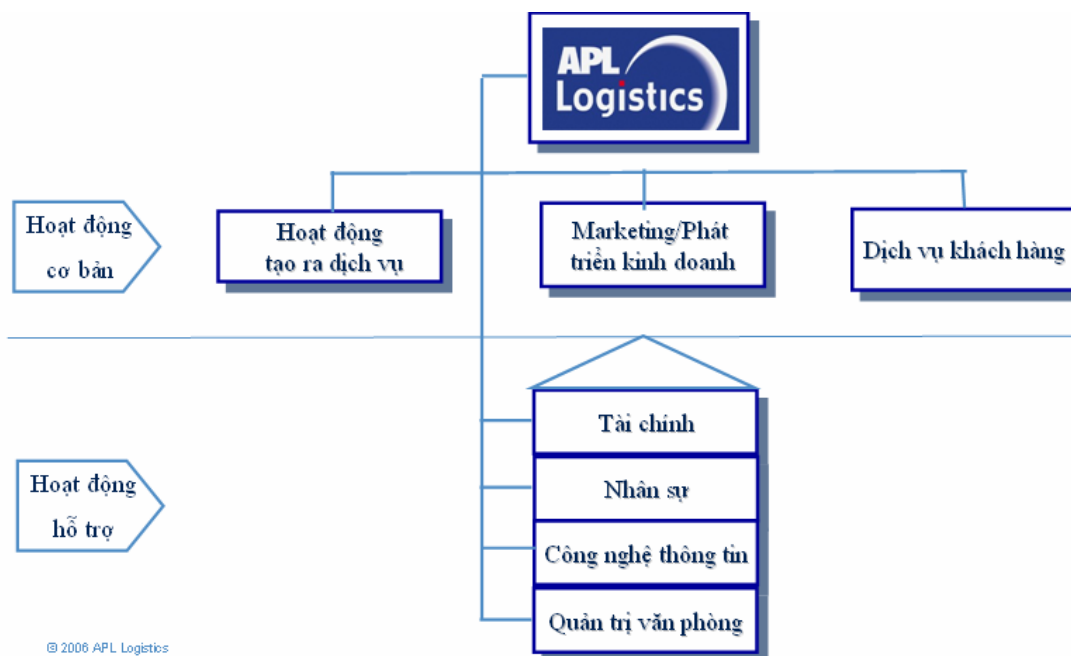 APL
Logistics
Hoạt động
cơ bản
Hoạt động
tạo ra dịch vụ
Marketing/Phát
triển kinh doanh
Dịch vụ khách hàng
Tài chính
Hoạt động
hỗ trợ
Nhân sự
Công nghệ thông tin
Quản trị văn phòng
© 2006 APL Logistics